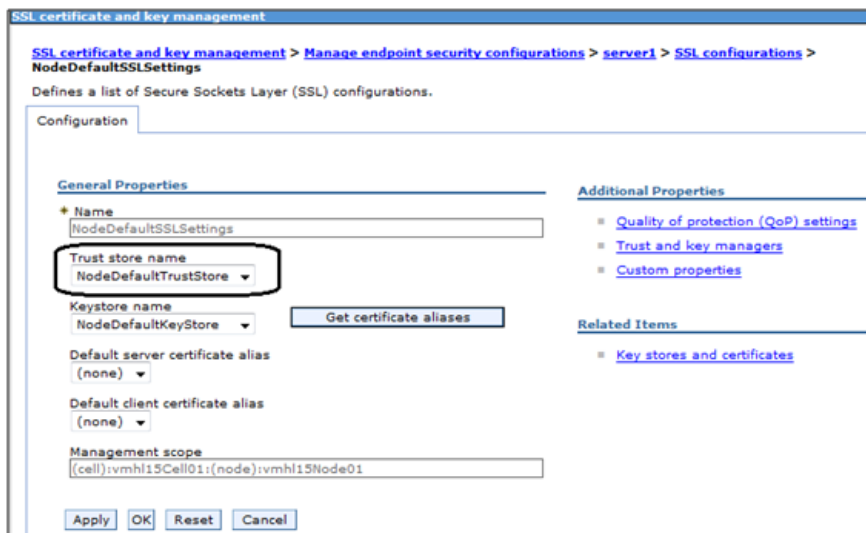 SSL certificate and key management
SSL certificate and key management > Manage endpoint security configurations > server1 > SSL configurations >
NodeDefaultSSLSettings
Defines a list of Secure Sockets Layer (SSL) configurations.
Configuration
General Properties
Name
NodeDefaultSSLSettings
Trust store name
NodeDefaultTrustStore
Keystore name
NodeDefaultKeyStore
Get certificate aliases
Default server certificate alias
(none)
Default client certificate alias
(none)
Management scope
(cell):vmhl15Cell01:(node):vmhl15Node01
Apply OK Reset Cancel
Additional Properties
Quality of protection (QoP) settings
Trust and key managers
Custom properties
Related Items
Key stores and certificates